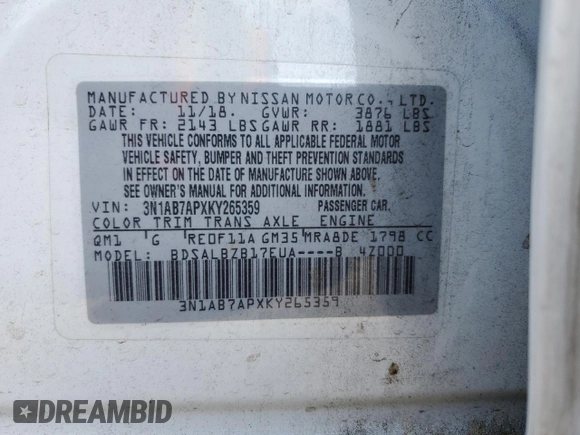 MANUFACTURED BY NISSAN MOTOR CO., LTD.
DATE: 11/18. GVWR: 3876 LBS
GAWR FR: 2143 LBS GAWR RR: 1881 LBS
THIS VEHICLE CONFORMS TO ALL APPLICABLE FEDERAL MOTOR
VEHICLE SAFETY, BUMPER AND THEFT PREVENTION STANDARDS
IN EFFECT ON THE DATE OF MANUFACTURE SHOWN ABOVE.
SEE OWNER'S MANUAL FOR ADDITIONAL INFORMATION.
VIN: 3N1AB7APXKY265359 PASSENGER CAR.
COLOR TRIM TRANS AXLE ENGINE
QM1 G RE0F11A GM35 MRA8DE 1798 CC
MODEL: BDSALBZB17EUA----B 4Z000
3N1AB7APXKY265359
DREAMBID